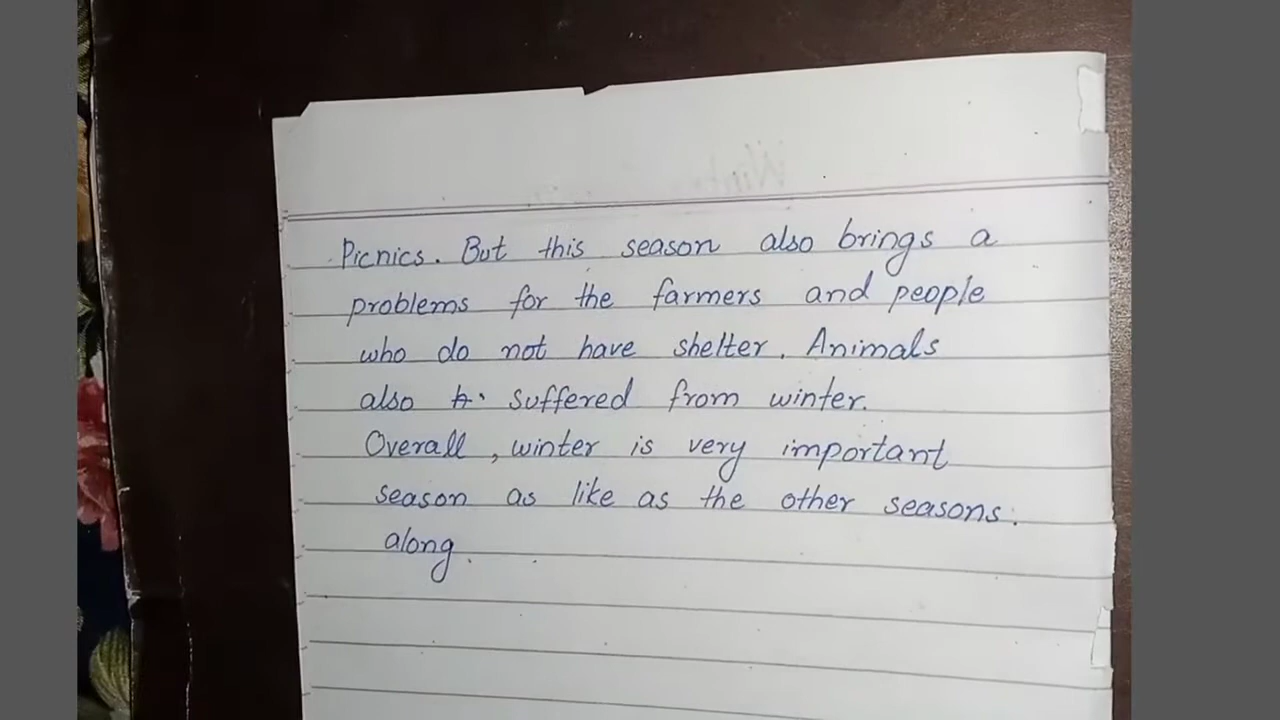 Picnics. But this season also brings a
problems for the farmers and people
who do not have shelter. Animals
also suffered from winter.
Overall, winter is very important
season as like as the other seasons.
along.